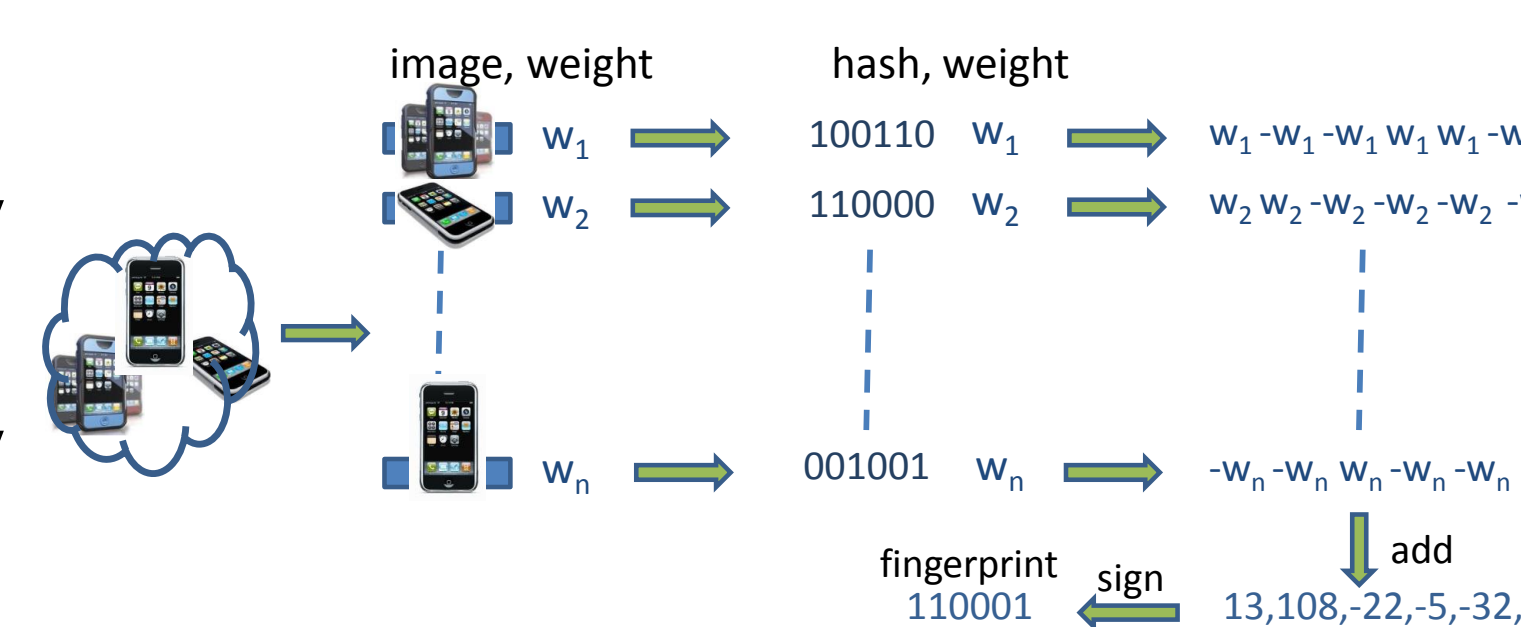 image, weight hash, weight
w₁ 100110 w₁ w₁ -w₁ -w₁ w₁ w₁
w₂ 110000 w₂ w₂ w₂ -w₂ -w₂ -w₂
wₙ 001001 wₙ -wₙ -wₙ wₙ -wₙ -wₙ
add
fingerprint sign
110001 13,108,-22,-5,-32,